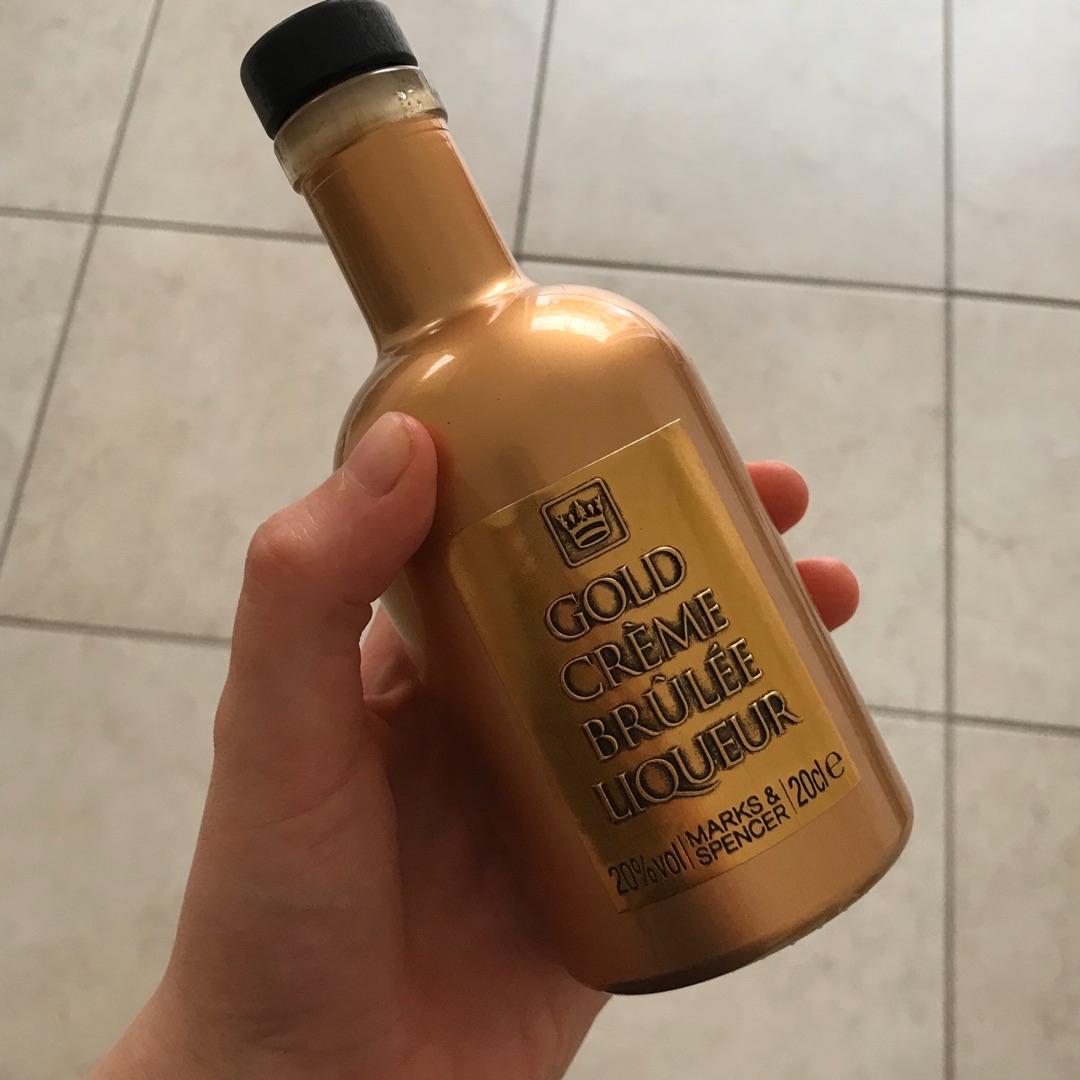 GOLD
CRÈME
BRÛLÉE
LIQUEUR
20%vol | MARKS & SPENCER | 20cl e